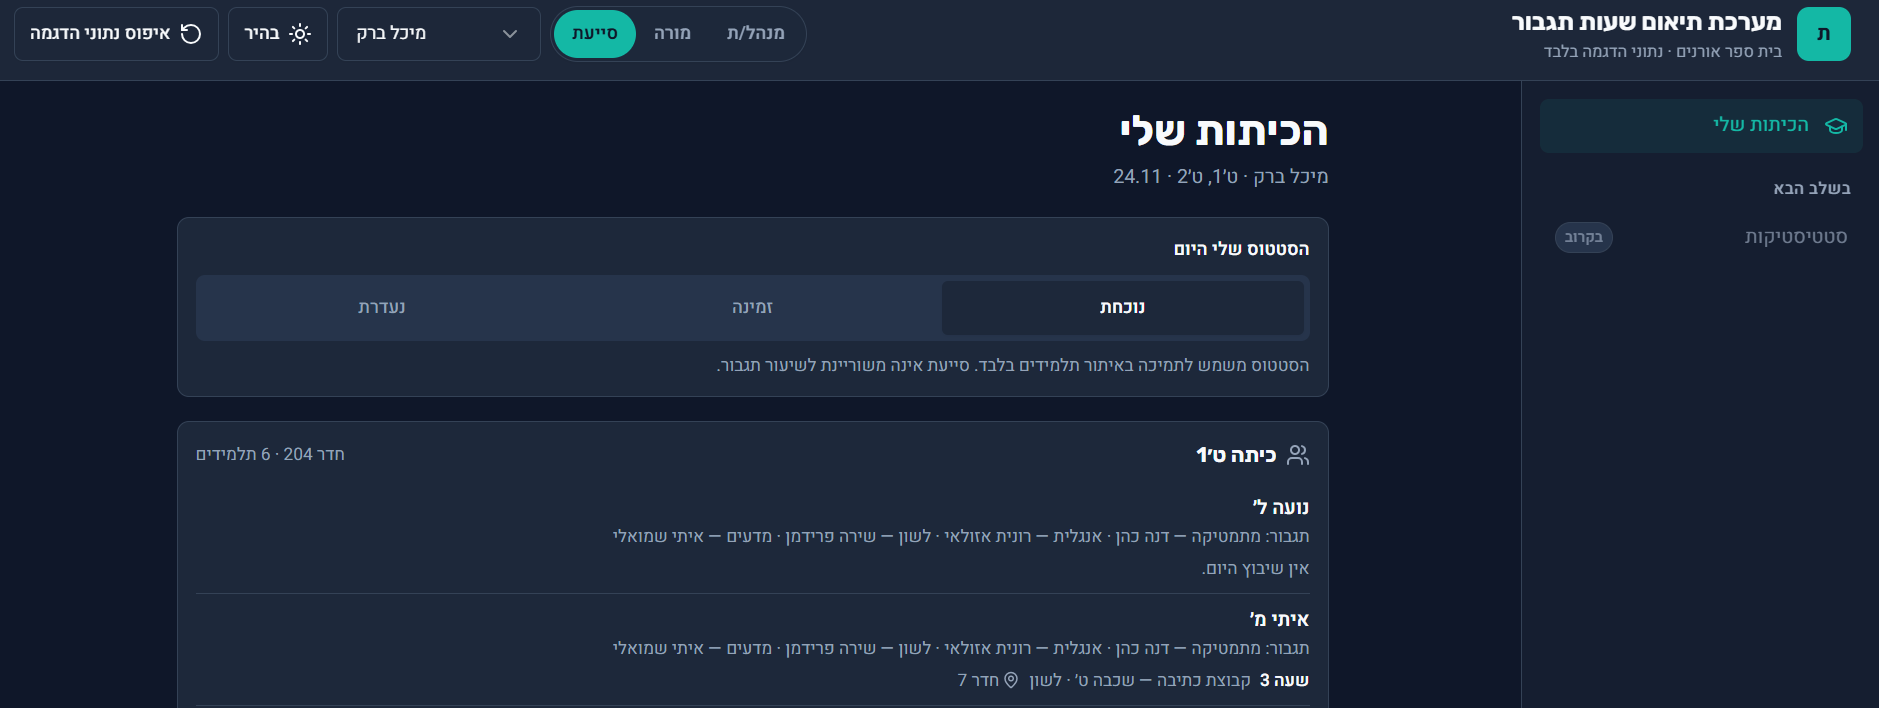 ת
מערכת תיאום שעות תגבור
בית ספר אורנים · נתוני הדגמה בלבד
מנהל/ת
מורה
סייעת
מיכל ברק
בהיר
איפוס נתוני הדגמה
הכיתות שלי
בשלב הבא
סטטיסטיקות
בקרוב
הכיתות שלי
מיכל ברק · ט׳1, ט׳2 · 24.11
הסטטוס שלי היום
נוכחת
זמינה
נעדרת
הסטטוס משמש לתמיכה באיתור תלמידים בלבד. סייעת אינה משוריינת לשיעור תגבור.
כיתה ט׳1
חדר 204 · 6 תלמידים
נועה ל׳
תגבור: מתמטיקה — דנה כהן · אנגלית — רונית אזולאי · לשון — שירה פרידמן · מדעים — איתי שמואלי
אין שיבוץ היום.
איתי מ׳
תגבור: מתמטיקה — דנה כהן · אנגלית — רונית אזולאי · לשון — שירה פרידמן · מדעים — איתי שמואלי
שעה 3 קבוצת כתיבה — שכבה ט׳ · לשון חדר 7